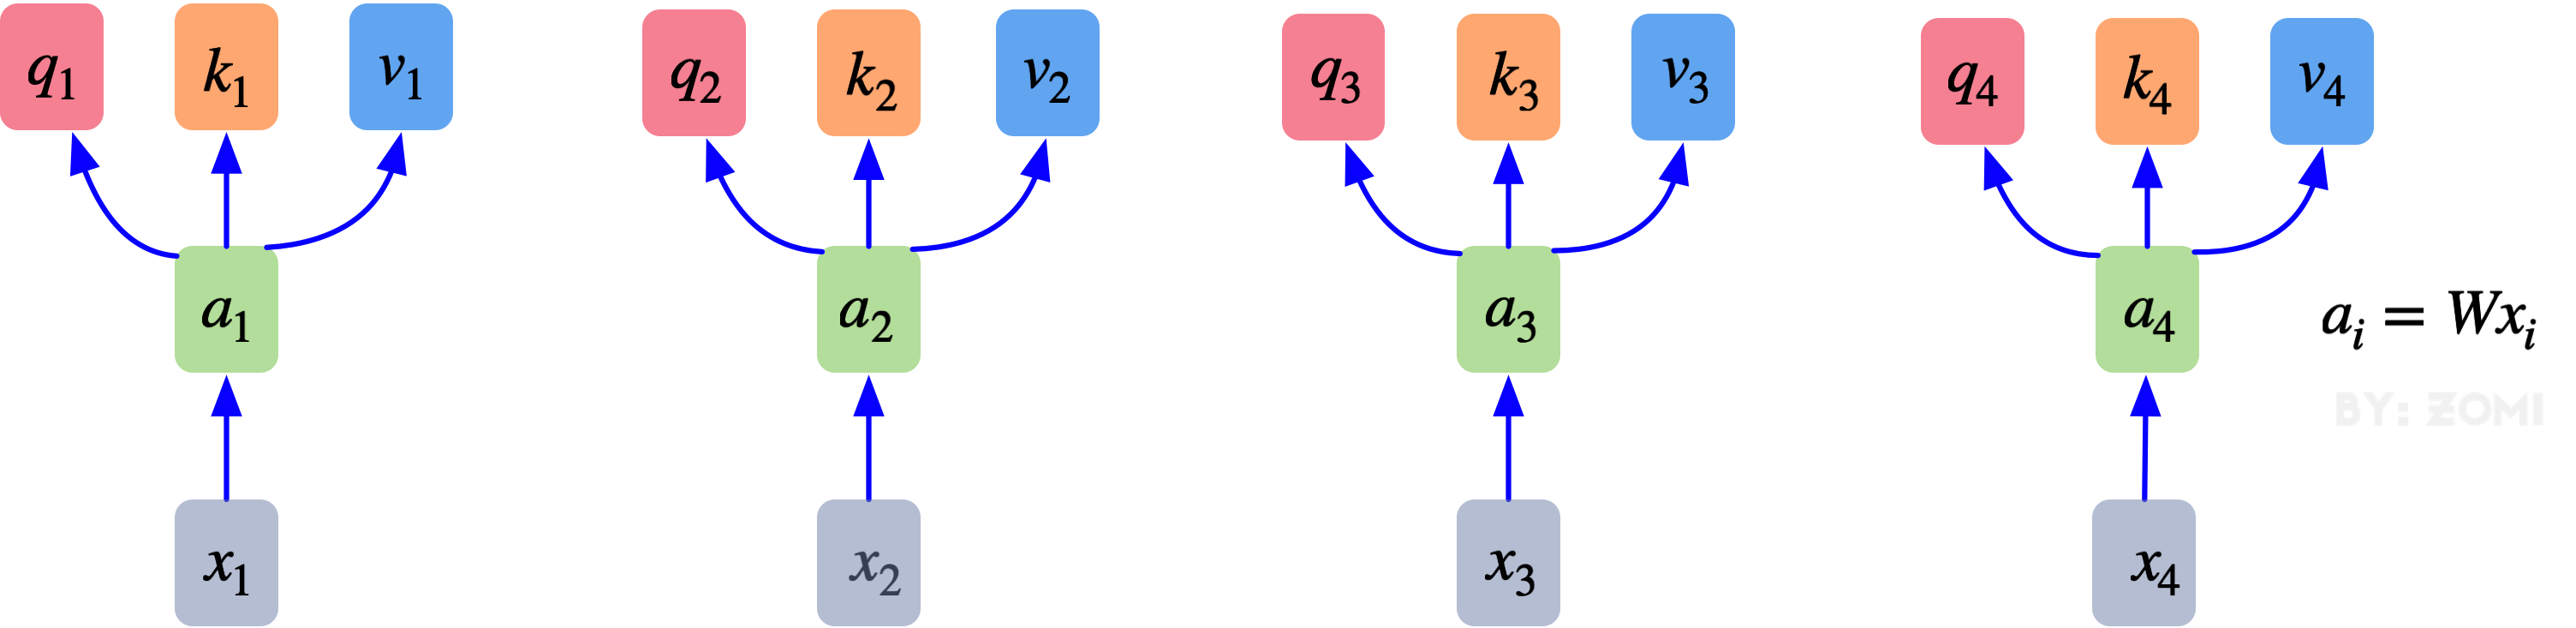 q₁ k₁ v₁ q₂ k₂ v₂ q₃ k₃ v₃ q₄ k₄ v₄
a₁ a₂ a₃ a₄ aᵢ = Wxᵢ
BY: ZOMI
x₁ x₂ x₃ x₄